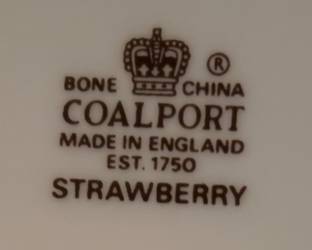 ®
BONE CHINA
COALPORT
MADE IN ENGLAND
EST. 1750
STRAWBERRY